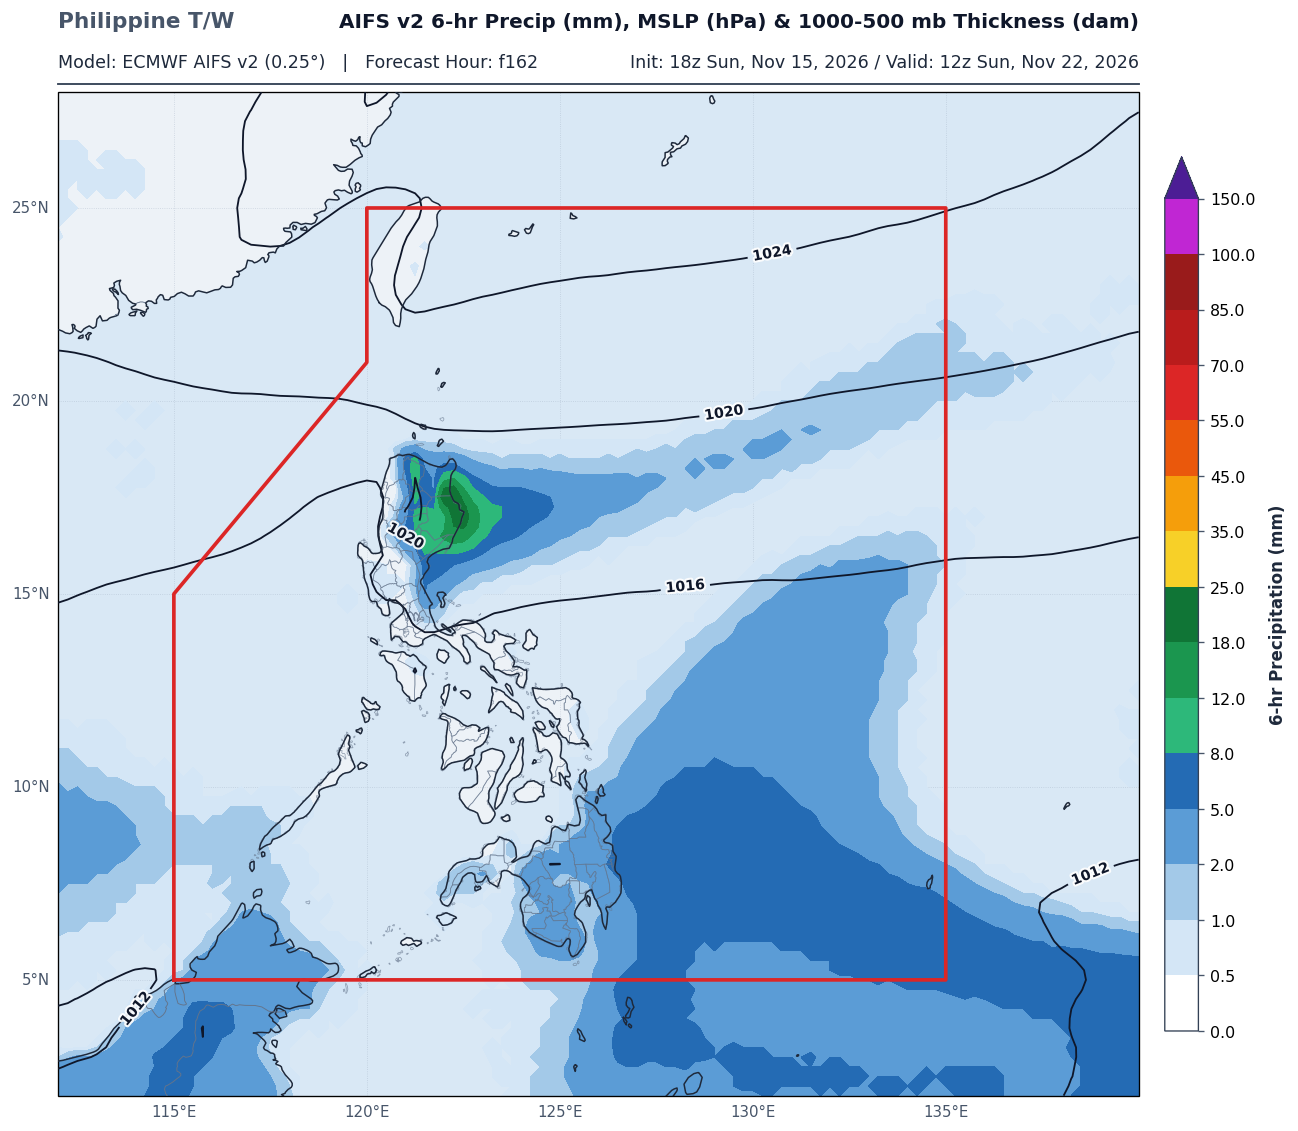 Philippine T/W
AIFS v2 6-hr Precip (mm), MSLP (hPa) & 1000-500 mb Thickness (dam)
Model: ECMWF AIFS v2 (0.25°) | Forecast Hour: f162
Init: 18z Sun, Nov 15, 2026 / Valid: 12z Sun, Nov 22, 2026
25°N
20°N
15°N
10°N
5°N
115°E
120°E
125°E
130°E
135°E
1024
1020
1020
1016
1012
1012
150.0
100.0
85.0
70.0
55.0
45.0
35.0
25.0
18.0
12.0
8.0
5.0
2.0
1.0
0.5
0.0
6-hr Precipitation (mm)